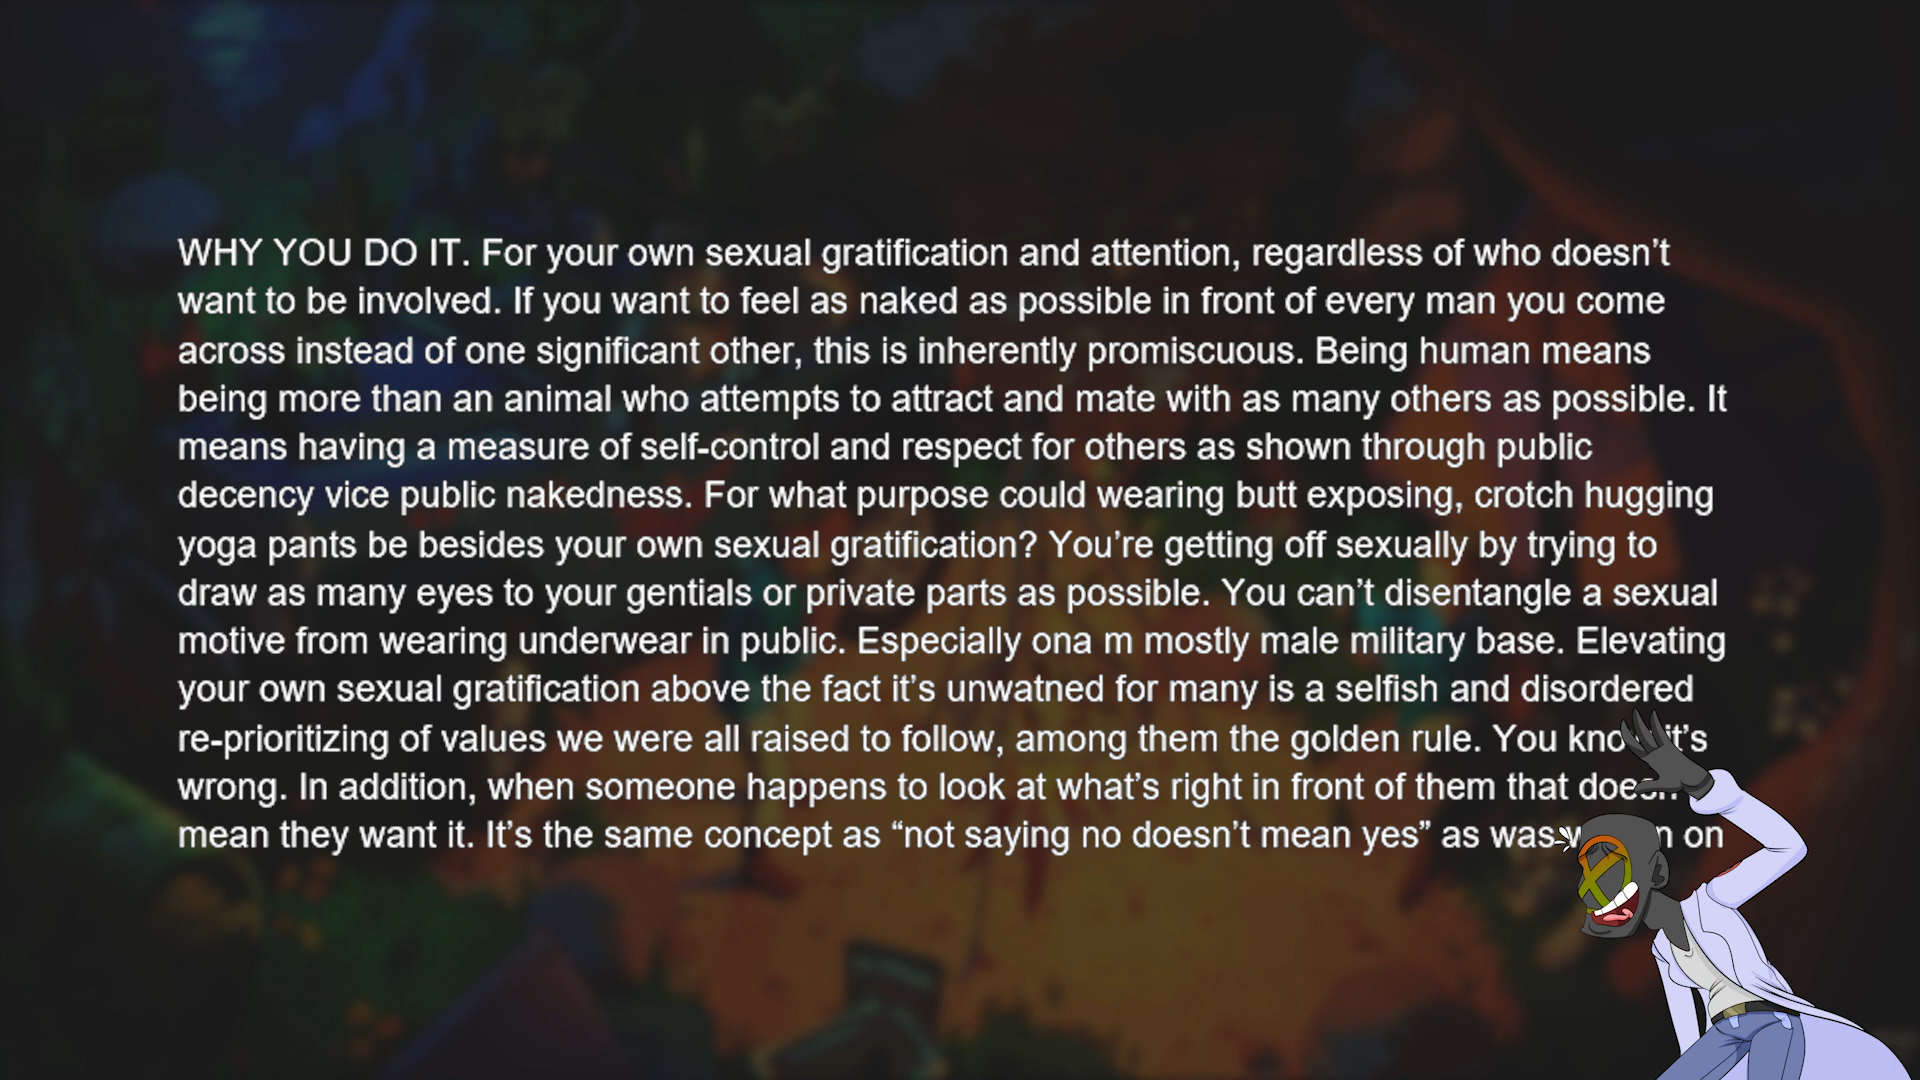 WHY YOU DO IT. For your own sexual gratification and attention, regardless of who doesn’t
want to be involved. If you want to feel as naked as possible in front of every man you come
across instead of one significant other, this is inherently promiscuous. Being human means
being more than an animal who attempts to attract and mate with as many others as possible. It
means having a measure of self-control and respect for others as shown through public
decency vice public nakedness. For what purpose could wearing butt exposing, crotch hugging
yoga pants be besides your own sexual gratification? You’re getting off sexually by trying to
draw as many eyes to your gentials or private parts as possible. You can’t disentangle a sexual
motive from wearing underwear in public. Especially ona m mostly male military base. Elevating
your own sexual gratification above the fact it’s unwatned for many is a selfish and disordered
re-prioritizing of values we were all raised to follow, among them the golden rule. You it’s
wrong. In addition, when someone happens to look at what’s right in front of them that
mean they want it. It’s the same concept as “not saying no doesn’t mean yes” as was on